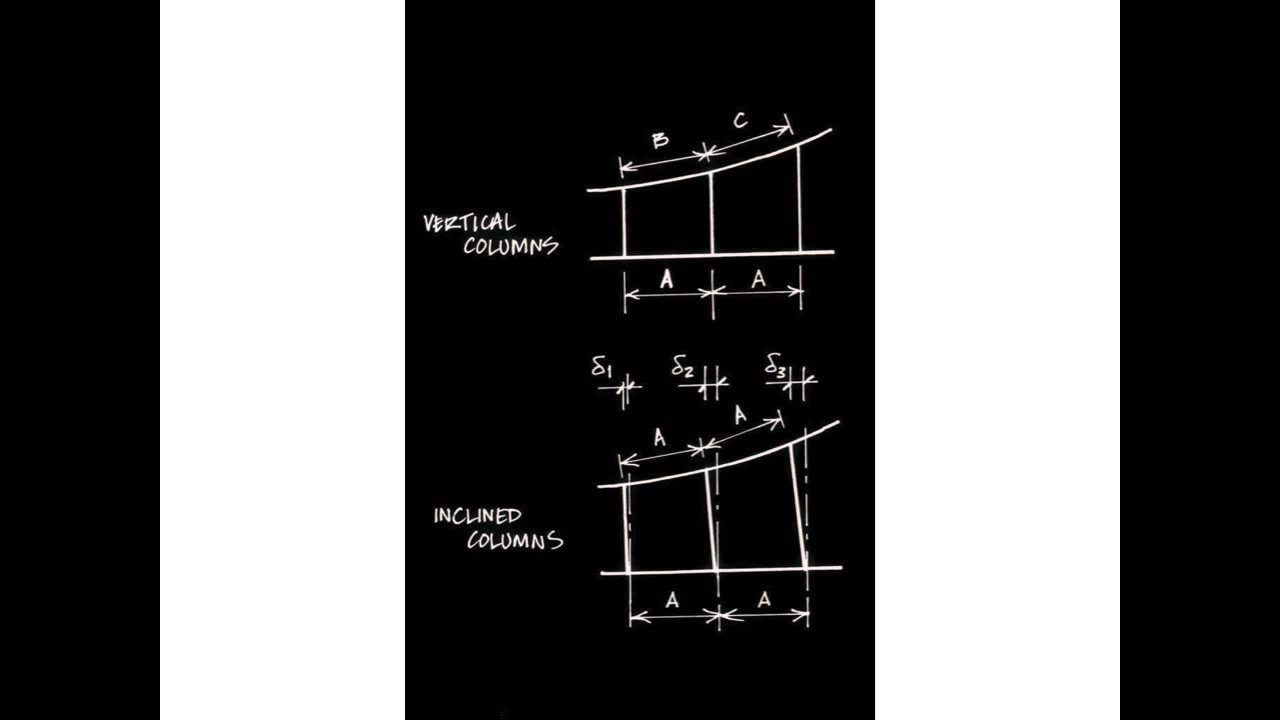 B
C
VERTICAL
COLUMNS
A
A
δ1
δ2
δ3
A
A
INCLINED
COLUMNS
A
A